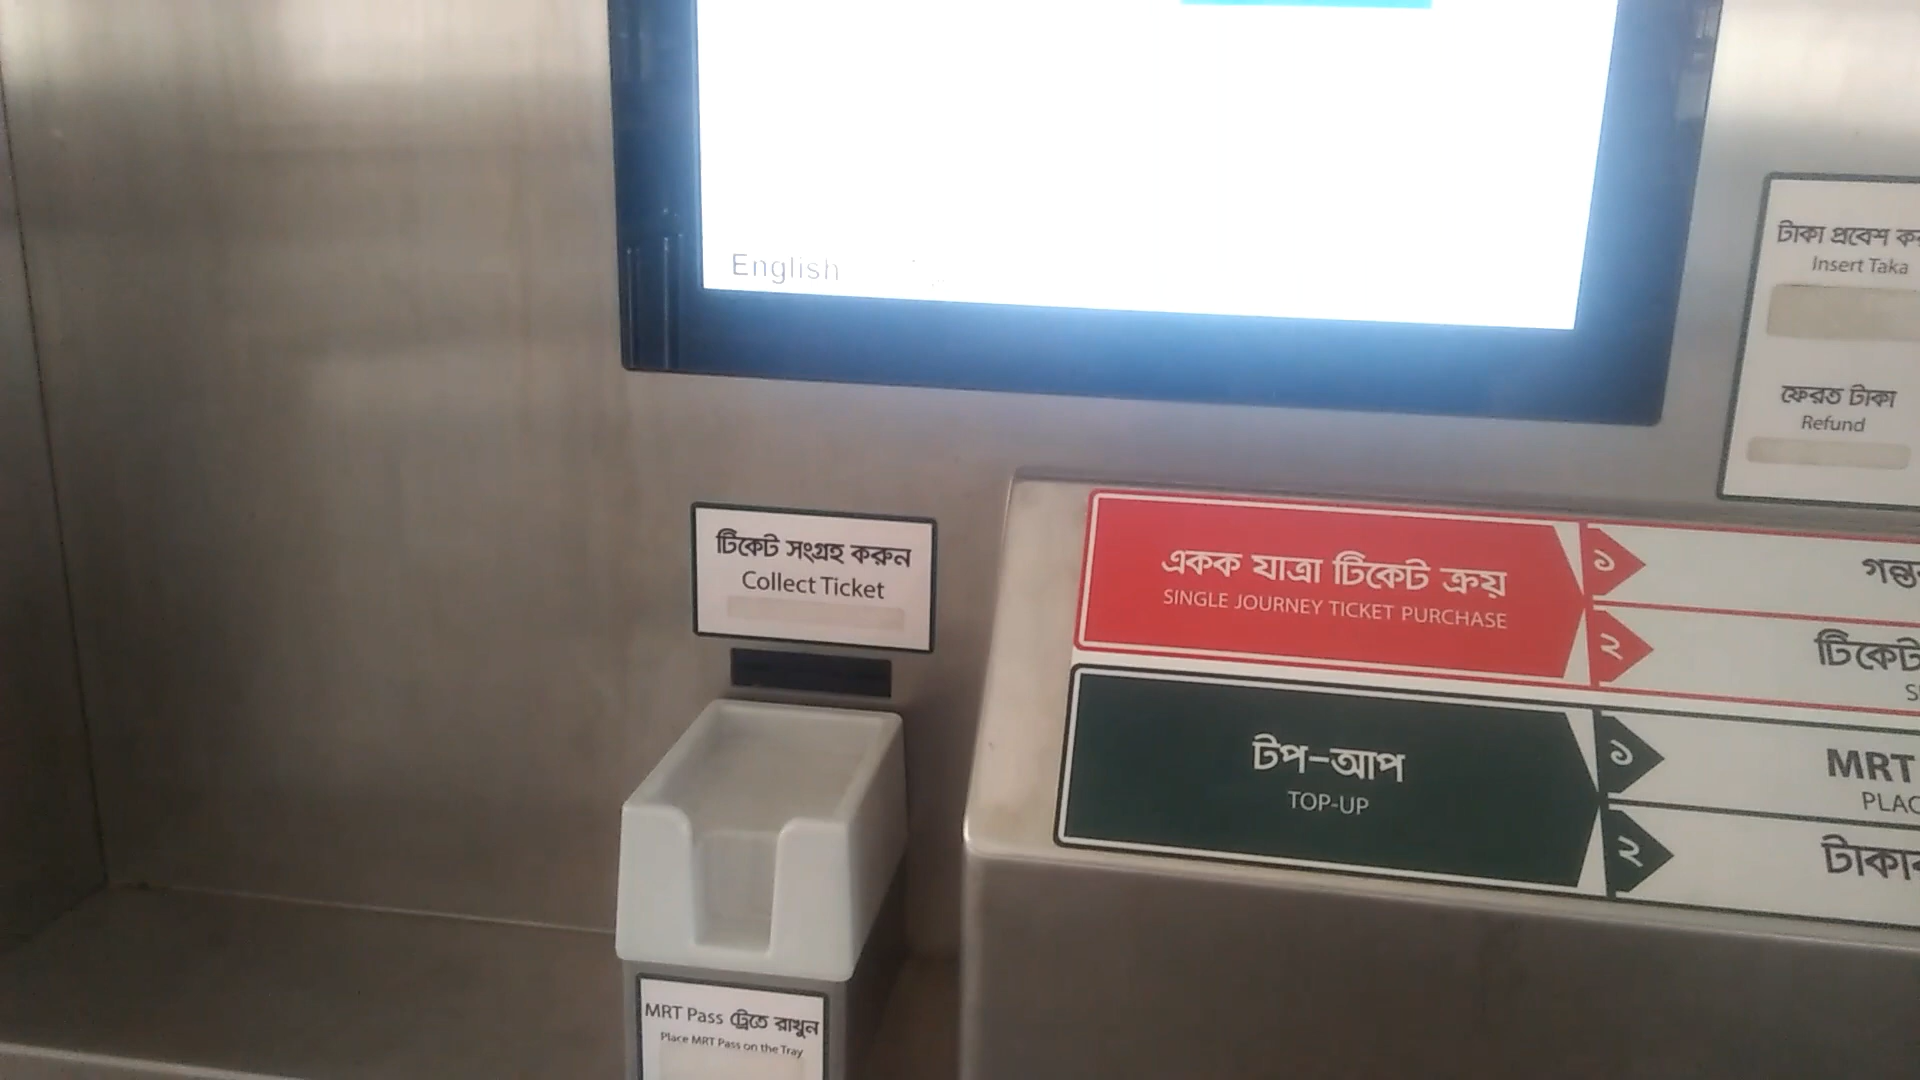 English
টাকা প্রবেশ
Insert Taka
ফেরত টাকা
Refund
টিকেট সংগ্রহ করুন
Collect Ticket
একক যাত্রা টিকেট ক্রয়
SINGLE JOURNEY TICKET PURCHASE
১
২
টিকেট
টপ-আপ
TOP-UP
১
MRT
২
MRT Pass ট্রেতে রাখুন
Place MRT Pass on the Tray